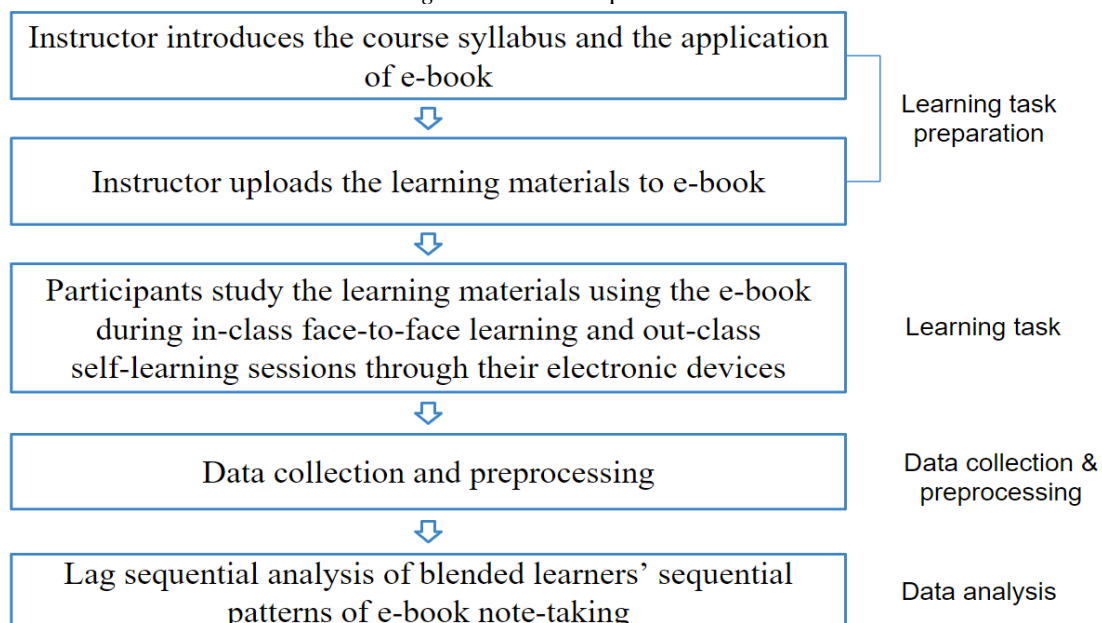 Instructor introduces the course syllabus and the application
of e-book
Learning task
preparation
Instructor uploads the learning materials to e-book
Participants study the learning materials using the e-book
during in-class face-to-face learning and out-class
self-learning sessions through their electronic devices
Learning task
Data collection and preprocessing
Data collection &
preprocessing
Lag sequential analysis of blended learners’ sequential
patterns of e-book note-taking
Data analysis